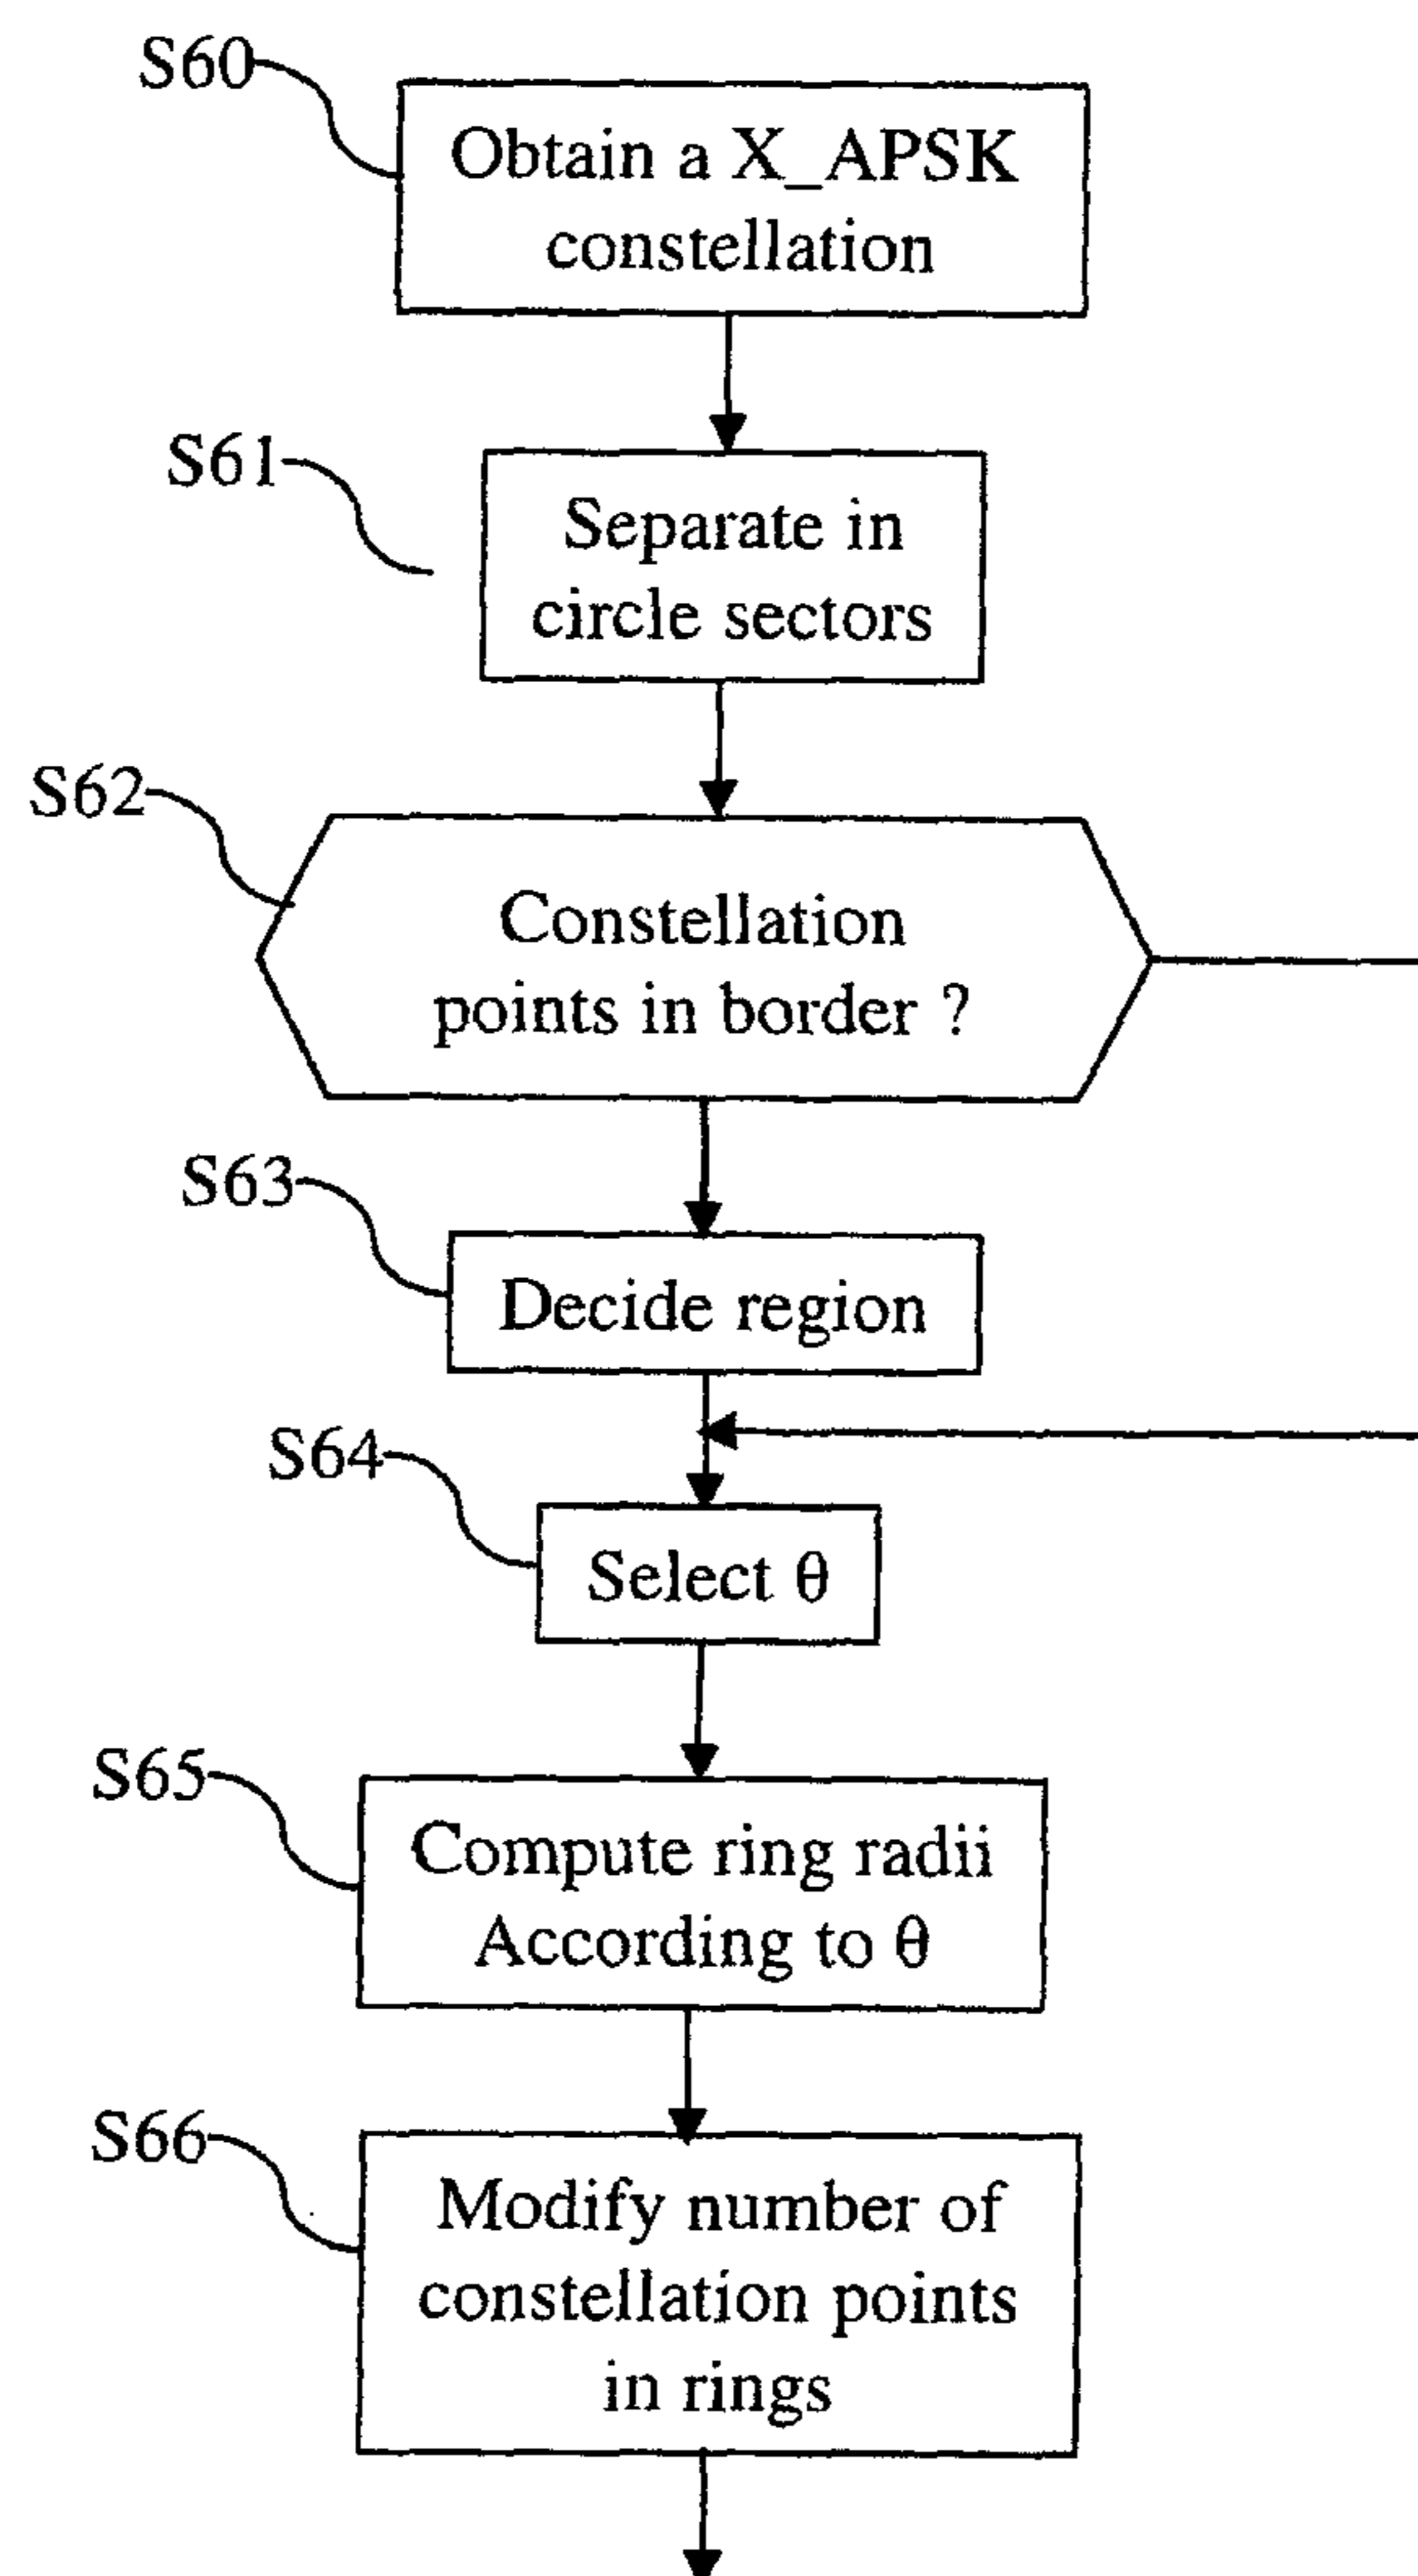 S60
Obtain a X_APSK
constellation
S61
Separate in
circle sectors
S62
Constellation
points in border ?
S63
Decide region
S64
Select θ
S65
Compute ring radii
According to θ
S66
Modify number of
constellation points
in rings